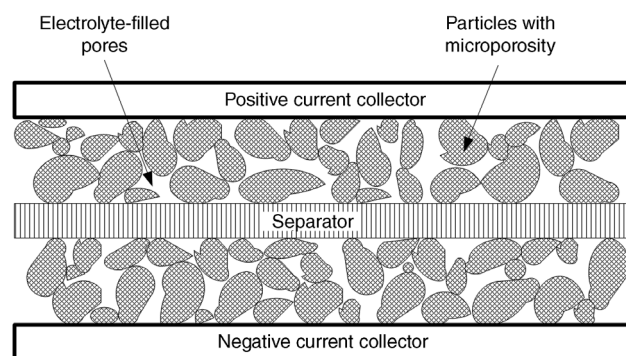 Electrolyte-filled
pores
Particles with
microporosity
Positive current collector
Separator
Negative current collector